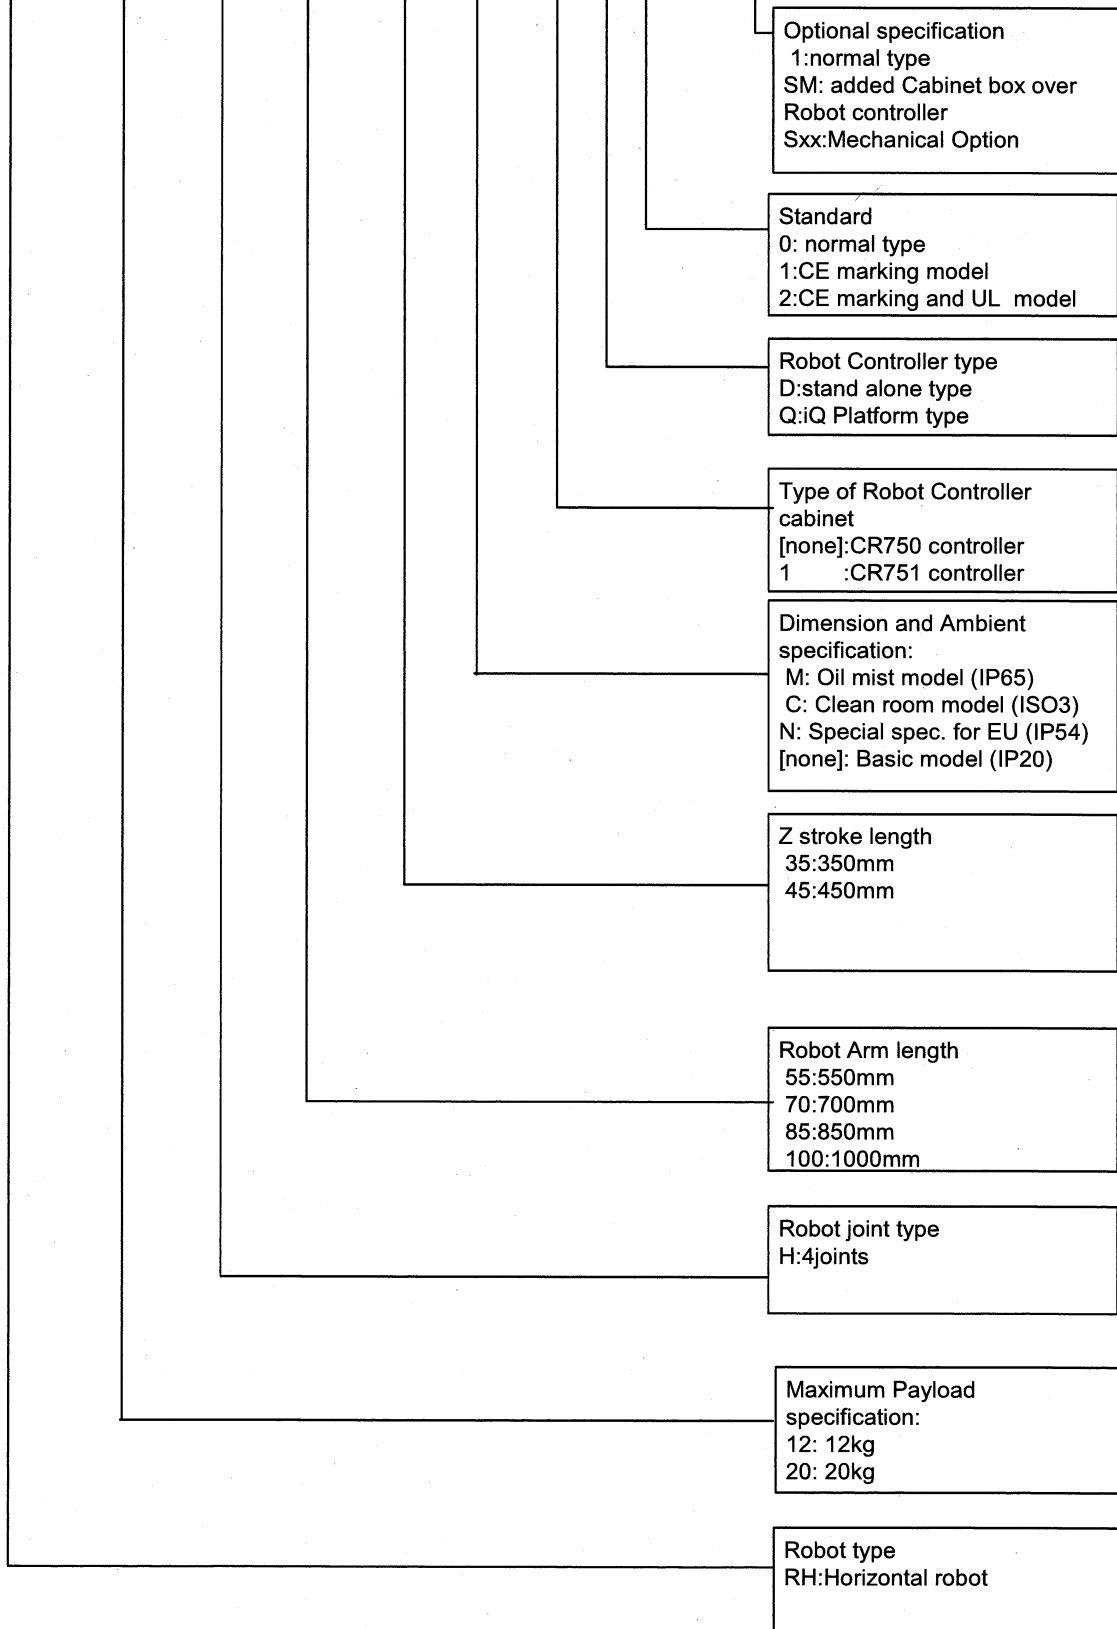 Optional specification
1:normal type
SM: added Cabinet box over
Robot controller
Sxx:Mechanical Option
Standard
0: normal type
1:CE marking model
2:CE marking and UL model
Robot Controller type
D:stand alone type
Q:iQ Platform type
Type of Robot Controller
cabinet
[none]:CR750 controller
1 :CR751 controller
Dimension and Ambient
specification:
M: Oil mist model (IP65)
C: Clean room model (ISO3)
N: Special spec. for EU (IP54)
[none]: Basic model (IP20)
Z stroke length
35:350mm
45:450mm
Robot Arm length
55:550mm
70:700mm
85:850mm
100:1000mm
Robot joint type
H:4joints
Maximum Payload
specification:
12: 12kg
20: 20kg
Robot type
RH:Horizontal robot